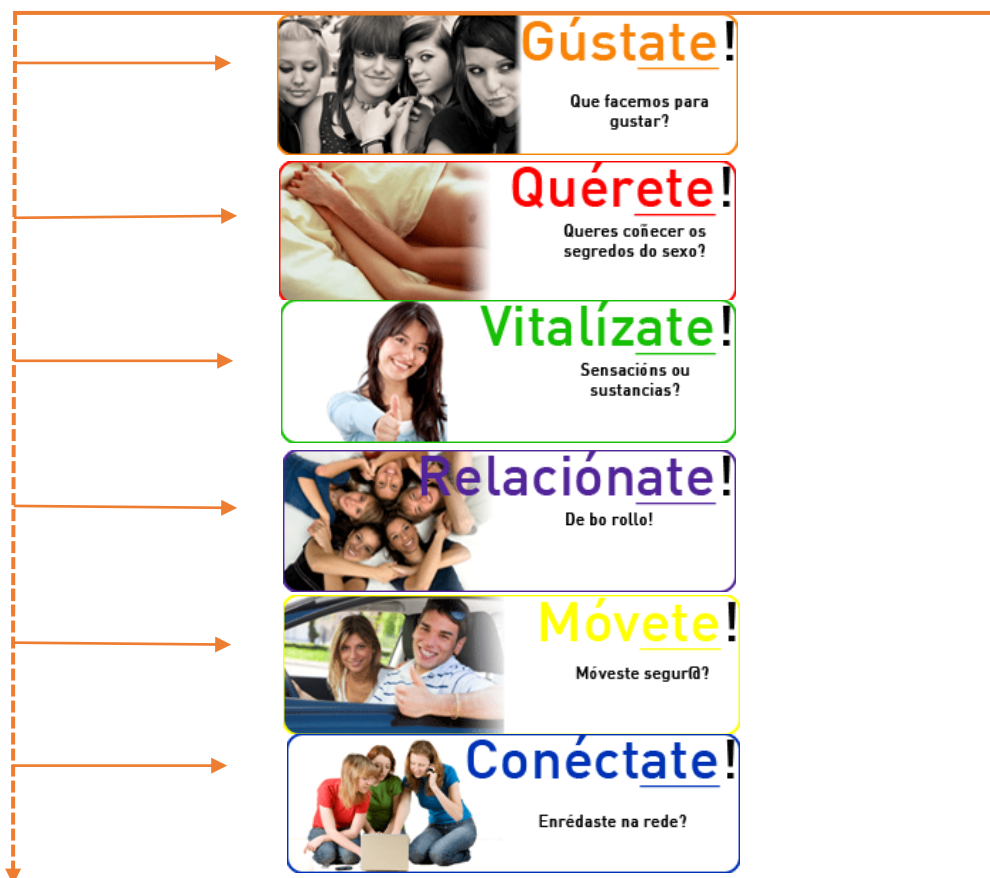 Gústate!
Que facemos para
gustar?
Quérete!
Queres coñecer os
segredos do sexo?
Vitalízate!
Sensacións ou
sustancias?
Relaciónate!
De bo rollo!
Móvete!
Móveste segur@?
Conéctate!
Enrédaste na rede?